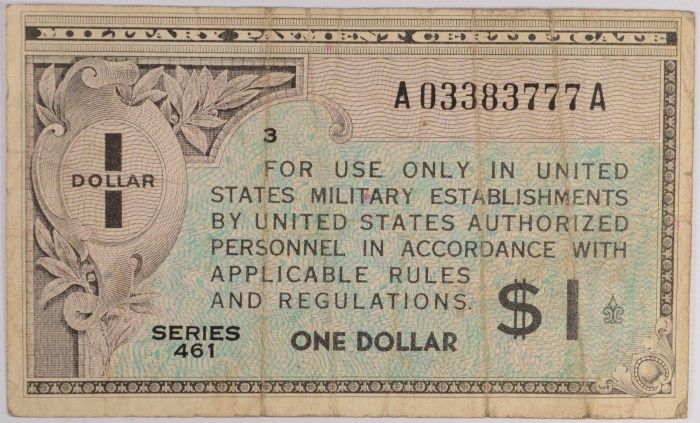 MILITARY PAYMENT CERTIFICATE
A03383777A
3
I
DOLLAR
FOR USE ONLY IN UNITED
STATES MILITARY ESTABLISHMENTS
BY UNITED STATES AUTHORIZED
PERSONNEL IN ACCORDANCE WITH
APPLICABLE RULES
AND REGULATIONS.
$1
SERIES
461
ONE DOLLAR